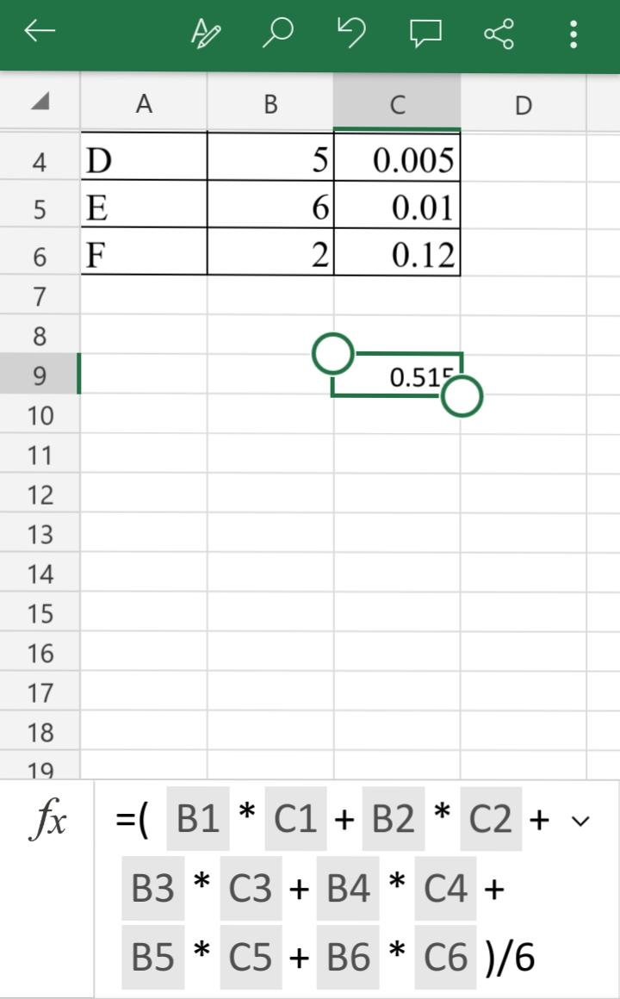 A B C D
4 D 5 0.005
5 E 6 0.01
6 F 2 0.12
7
8
9 0.515
10
11
12
13
14
15
16
17
18
19
fx =( B1 * C1 + B2 * C2 +
B3 * C3 + B4 * C4 +
B5 * C5 + B6 * C6 )/6